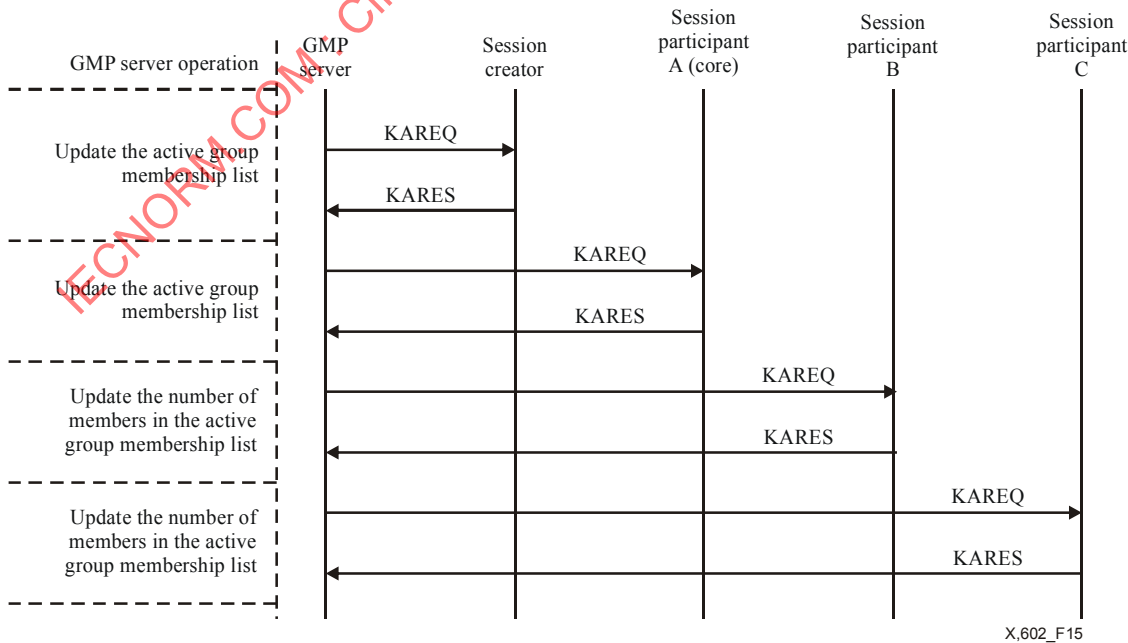 GMP server operation
GMP
server
Session
creator
Session
participant
A (core)
Session
participant
B
Session
participant
C
Update the active group
membership list
KAREQ
KARES
Update the active group
membership list
KAREQ
KARES
Update the number of
members in the active
group membership list
KAREQ
KARES
Update the number of
members in the active
group membership list
KAREQ
KARES
X,602_F15
IECNORM.COM :